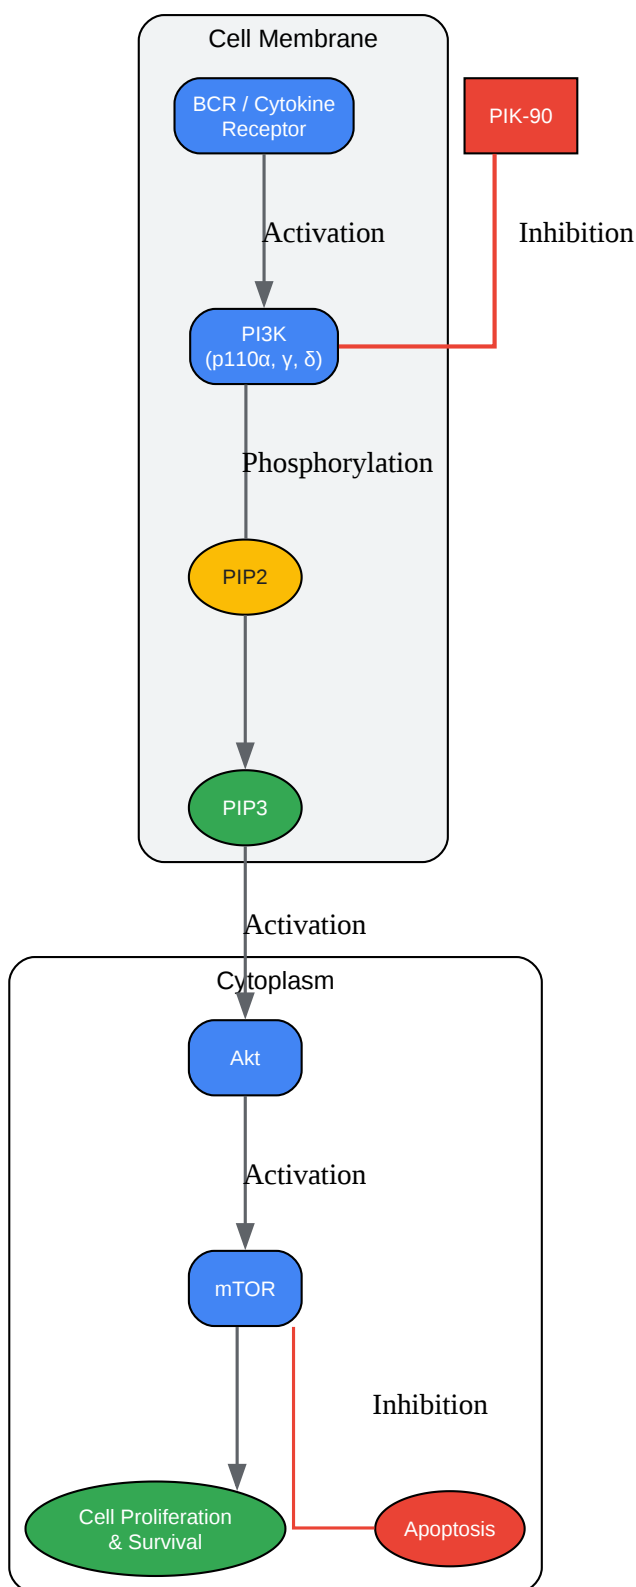 Cell Membrane
BCR / Cytokine
Receptor
PIK-90
Activation
Inhibition
PI3K
(p110α, γ, δ)
Phosphorylation
PIP2
PIP3
Activation
Cytoplasm
Akt
Activation
mTOR
Inhibition
Cell Proliferation
& Survival
Apoptosis